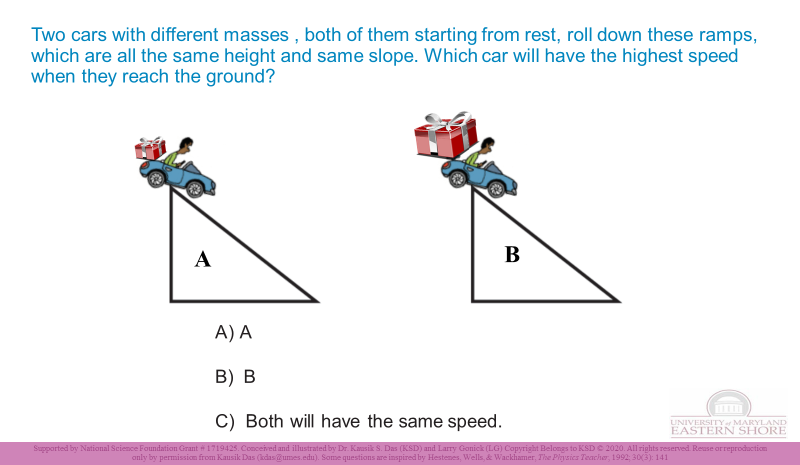 Two cars with different masses , both of them starting from rest, roll down these ramps,
which are all the same height and same slope. Which car will have the highest speed
when they reach the ground?
A
B
A) A
B) B
C) Both will have the same speed.
UNIVERSITY of MARYLAND
EASTERN SHORE
Supported by National Science Foundation Grant # 1719425. Conceived and illustrated by Dr. Kausik S. Das (KSD) and Larry Gonick (LG) Copyright Belongs to KSD © 2020. All rights reserved. Reuse or reproduction
only by permission from Kausik Das (kdas@umes.edu). Some questions are inspired by Hestenes, Wells, & Wackhamer, The Physics Teacher, 1992, 30(3): 141